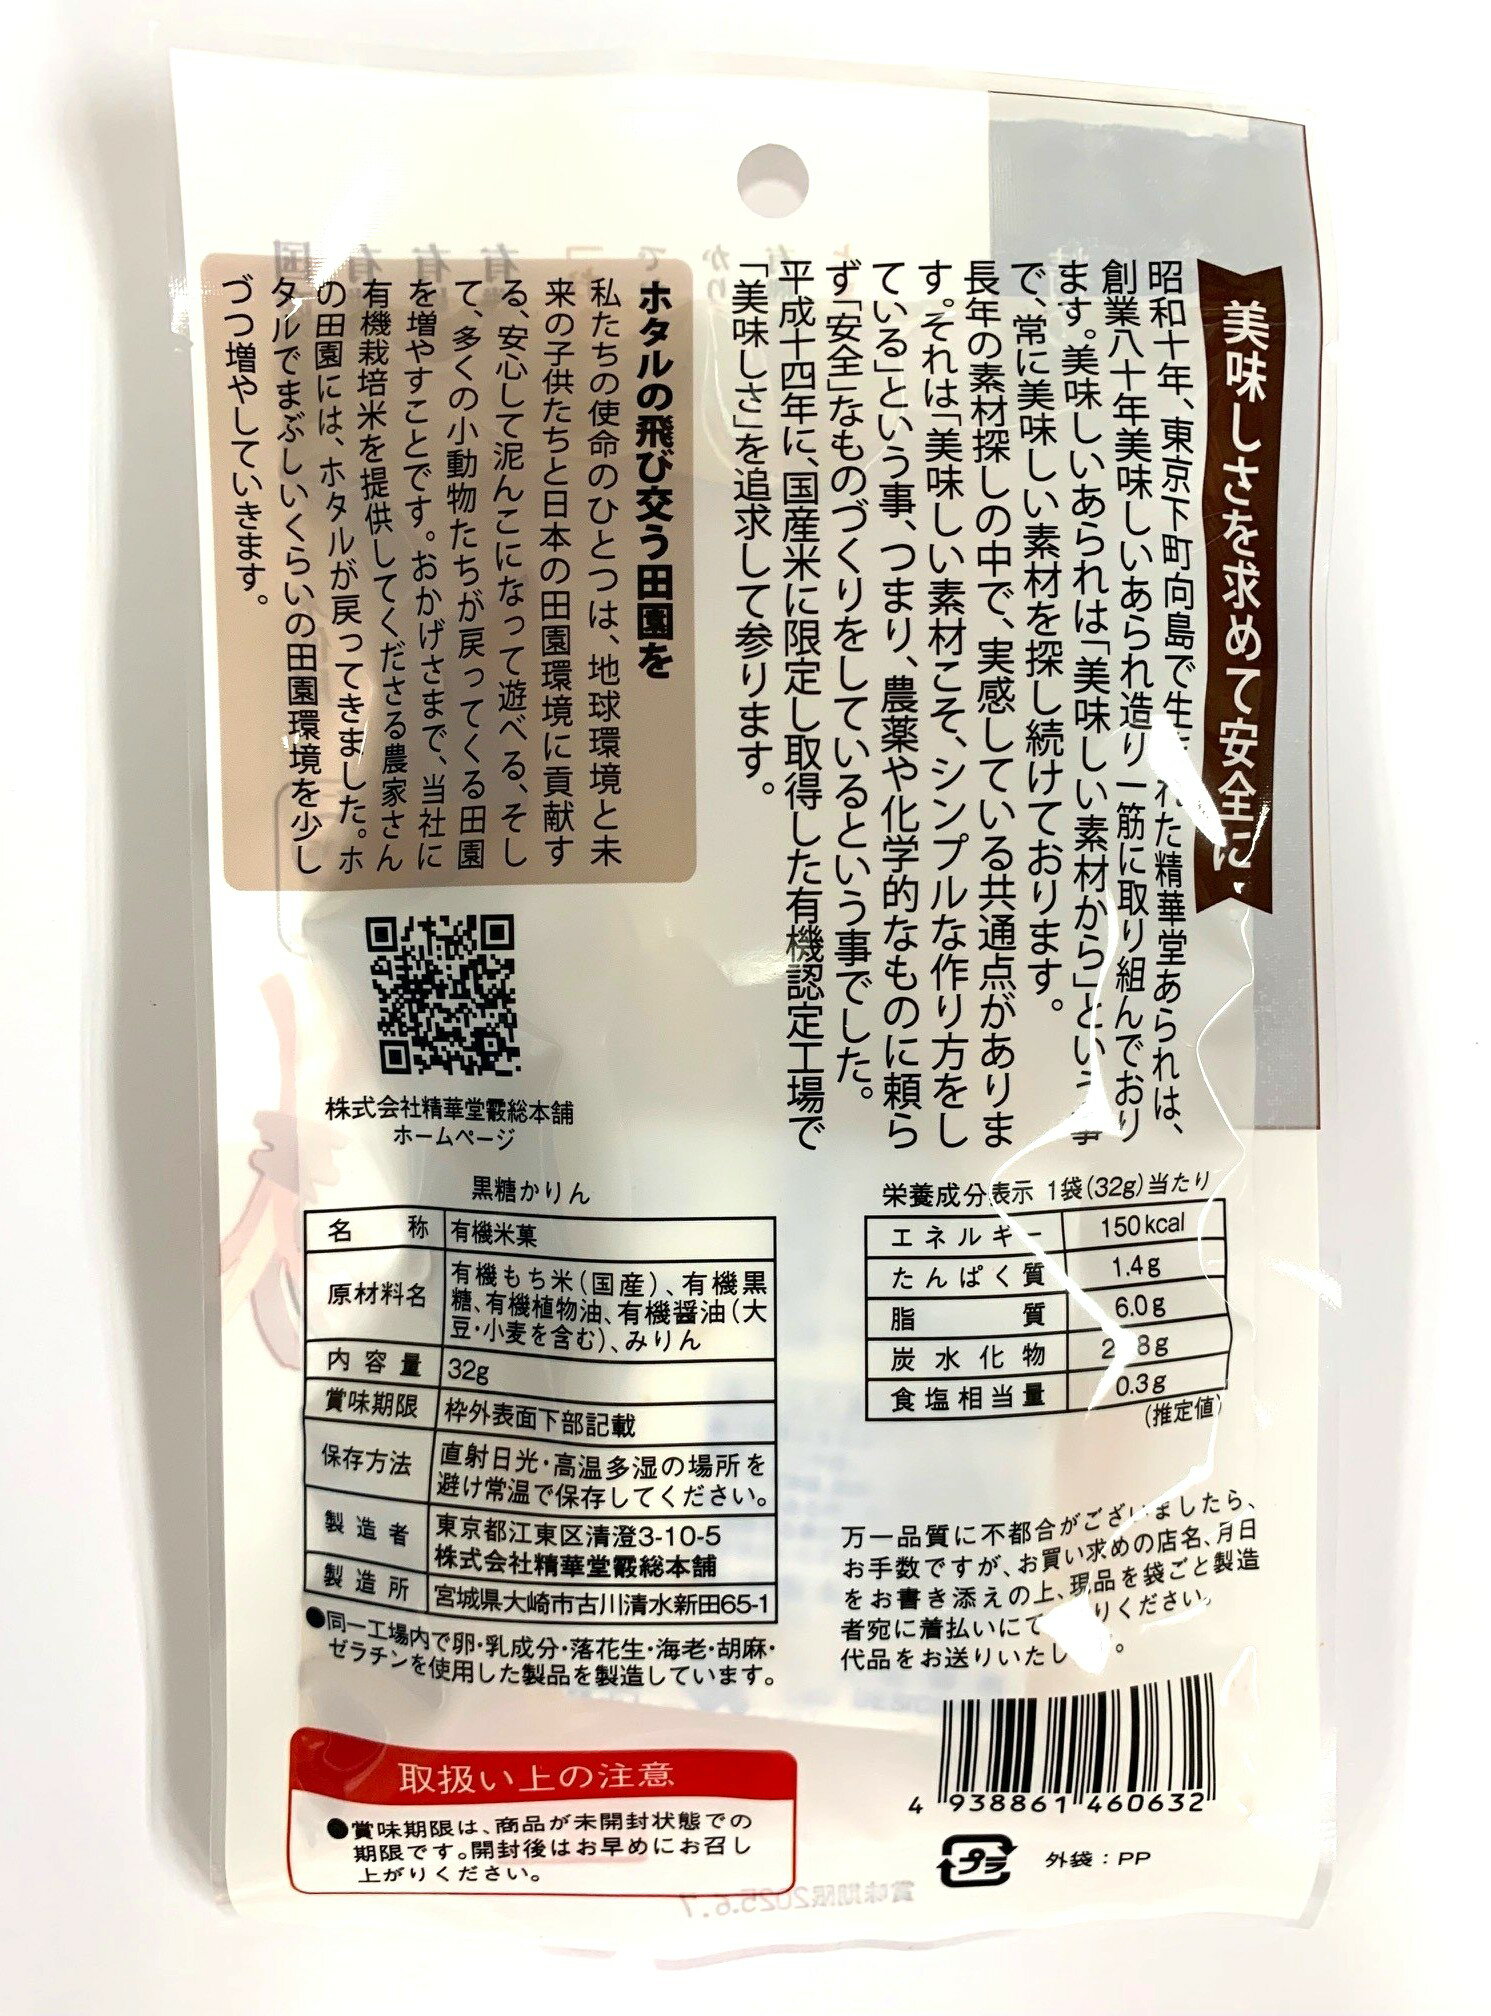 美味しさを求めて安全に
昭和十年、東京下町向島で生まれた精華堂あられは、
創業八十年美味しいあられ造り一筋に取り組んでおり
ます。美味しいあられは「美味しい素材から」という事
で、常に美味しい素材を探し続けております。
長年の素材探しの中で、実感している共通点がありま
す。それは「美味しい素材こそ、シンプルな作り方をし
ている」という事、つまり、農薬や化学的なものに頼ら
ず「安全」なものづくりをしているという事でした。
平成十四年に、国産米に限定し取得した有機認定工場で
「美味しさ」を追求して参ります。
ホタルの飛び交う田園を
私たちの使命のひとつは、地球環境と未
来の子供たちと日本の田園環境に貢献す
る、安心して泥んこになって遊べる、そし
て、多くの小動物たちが戻ってくる田園
を増やすことです。おかげさまで、当社に
有機栽培米を提供してくださる農家さん
の田園には、ホタルが戻ってきました。ホ
タルでまぶしいくらいの田園環境を少し
づつ増やしていきます。
株式会社精華堂霰総本舗
ホームページ
黒糖かりん
名 称 有機米菓
原材料名 有機もち米（国産）、有機黒
糖、有機植物油、有機醤油（大
豆・小麦を含む）、みりん
内容量 32g
賞味期限 枠外表面下部記載
保存方法 直射日光・高温多湿の場所を
避け常温で保存してください。
製造者 東京都江東区清澄3-10-5
株式会社精華堂霰総本舗
製造所 宮城県大崎市古川清水新田65-1
●同一工場内で卵・乳成分・落花生・海老・胡麻・
ゼラチンを使用した製品を製造しています。
栄養成分表示 1袋(32g)当たり
エネルギー 150kcal
たんぱく質 1.4g
脂質 6.0g
炭水化物
食塩相当量 0.3g
(推定値)
万一品質に不都合がございましたら、
お手数ですが、お買い求めの店名、月日
をお書き添えの上、現品を袋ごと製造
者宛に着払いにて りください。
代品をお送りいたし 。
取扱い上の注意
●賞味期限は、商品が未開封状態での
期限です。開封後はお早めにお召し
上がりください。
4 938861 460632
プラ 外袋：PP
賞味期限2025.6.7